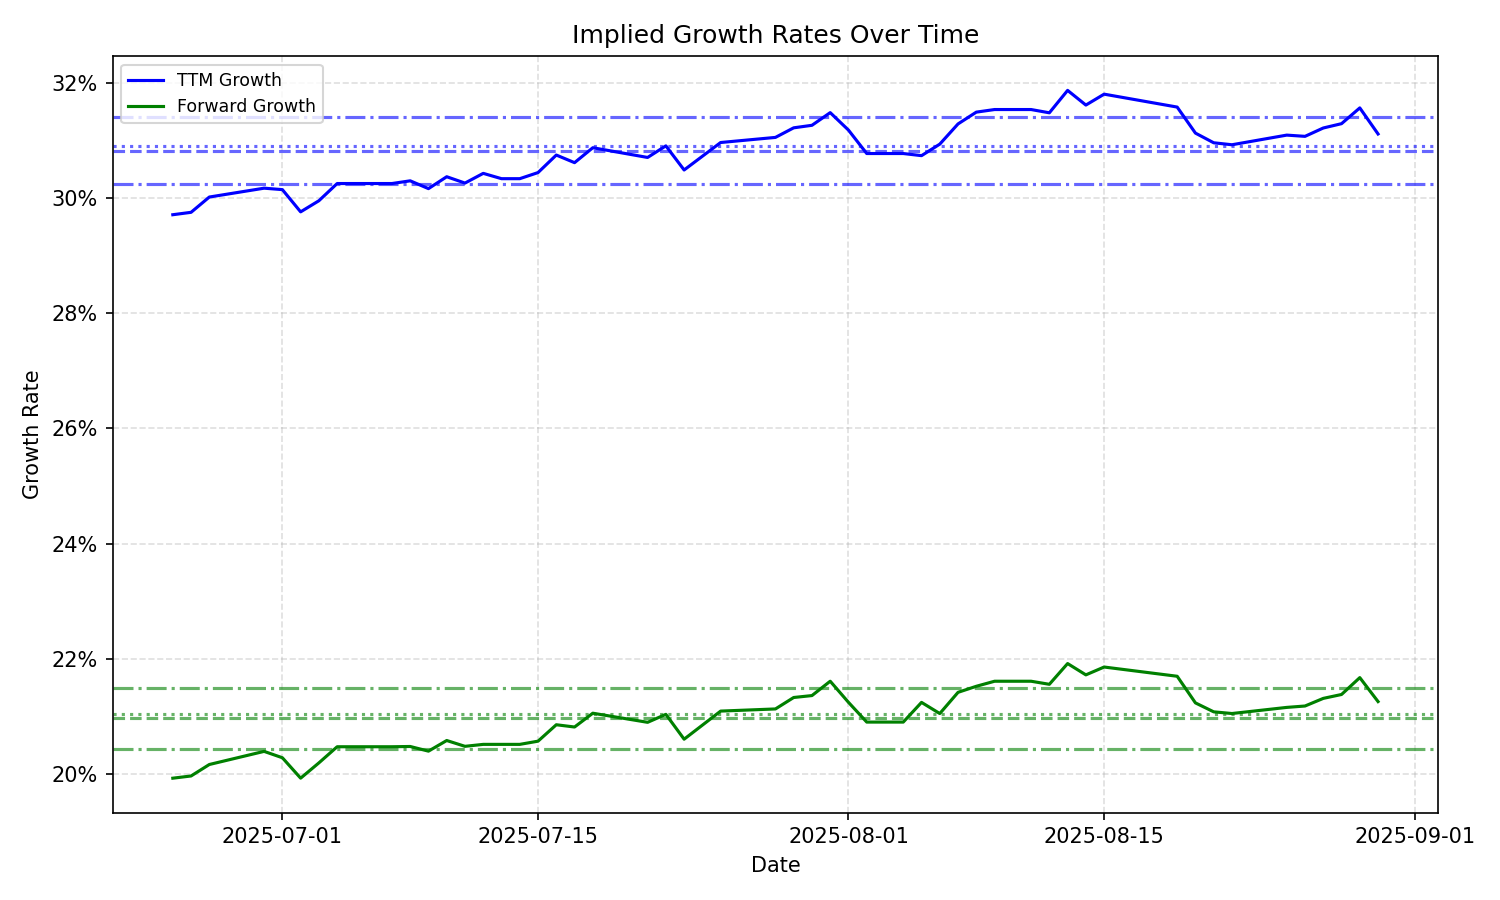 Implied Growth Rates Over Time
TTM Growth
Forward Growth
32%
30%
28%
26%
24%
22%
20%
Growth Rate
2025-07-01
2025-07-15
2025-08-01
2025-08-15
2025-09-01
Date